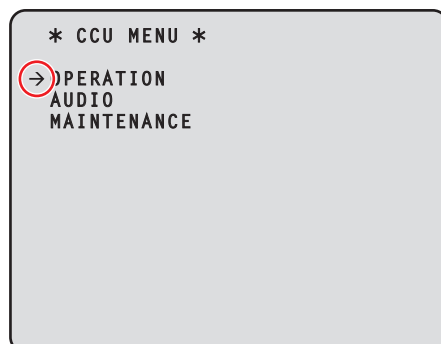 * CCU MENU *
→OPERATION
AUDIO
MAINTENANCE